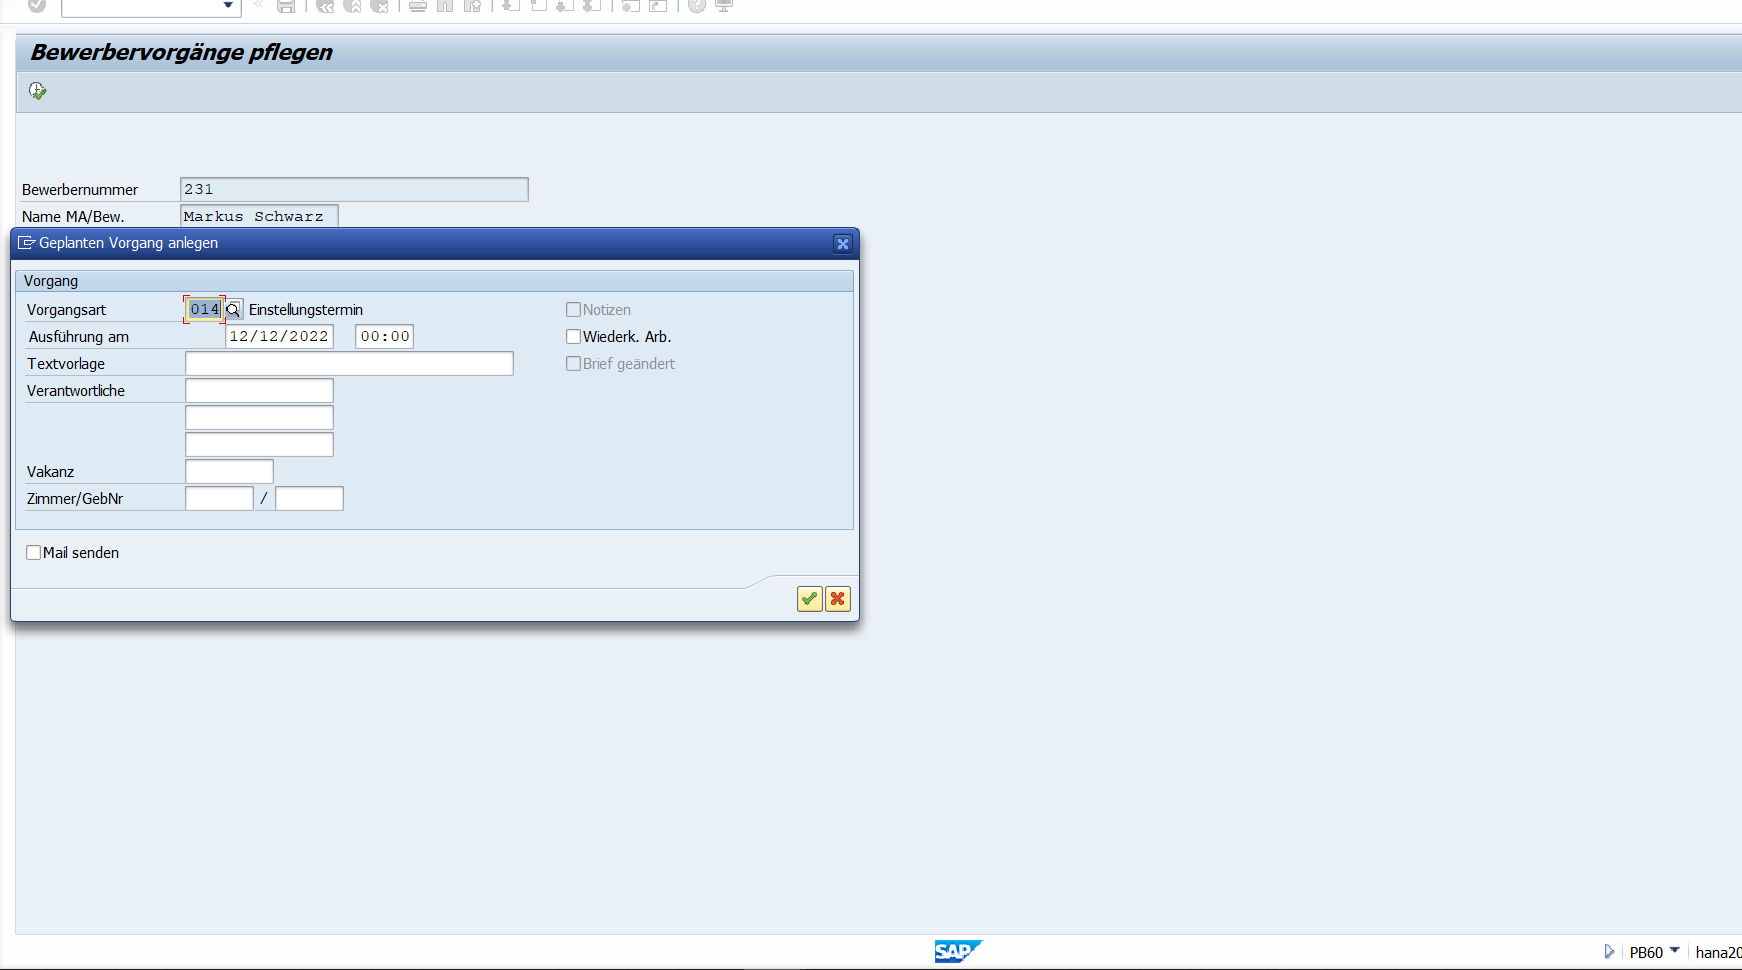 Bewerbervorgänge pflegen
Bewerbernummer 231
Name MA/Bew. Markus Schwarz
Geplanten Vorgang anlegen
Vorgang
Vorgangsart 014 Einstellungstermin Notizen
Ausführung am 12/12/2022 00:00 Wiederk. Arb.
Textvorlage Brief geändert
Verantwortliche
Vakanz
Zimmer/GebNr /
Mail senden
SAP PB60 hana20